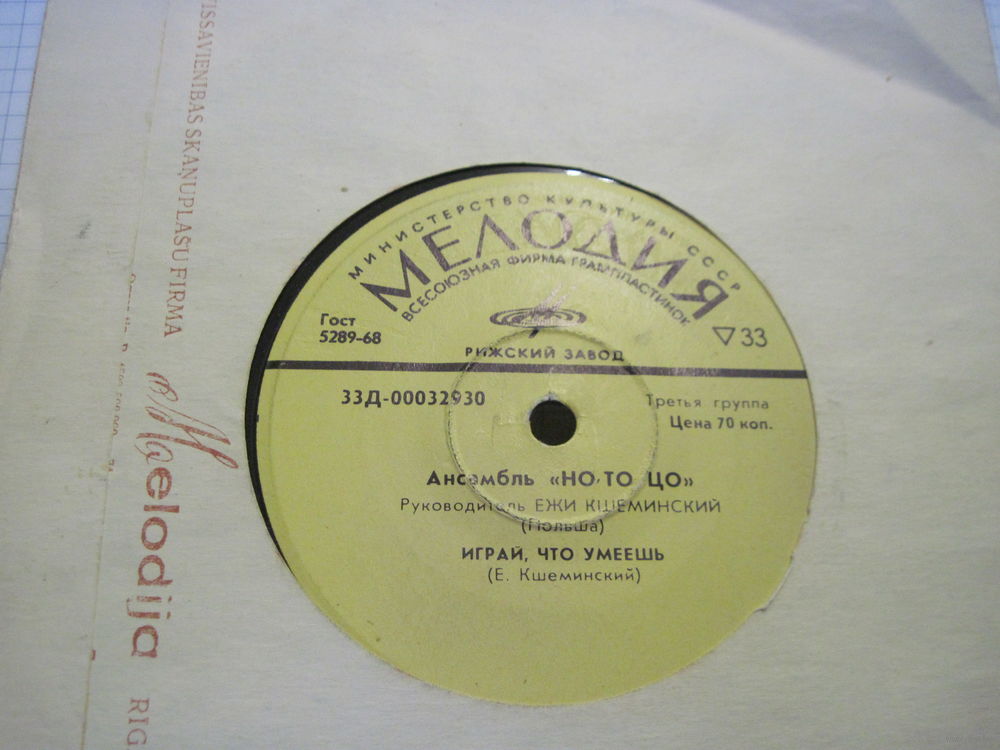 VISSAVIENĪBAS SKAŅUPLAŠU FIRMA
Melodija
RIG
МИНИСТЕРСТВО КУЛЬТУРЫ СССР
МЕЛОДИЯ
ВСЕСОЮЗНАЯ ФИРМА ГРАМПЛАСТИНОК
Гост
5289-68
▽33
РИЖСКИЙ ЗАВОД
33Д-00032930
Третья группа
Цена 70 коп.
Ансамбль «НО ТО ЦО»
Руководитель ЕЖИ КШЕМИНСКИЙ
(Польша)
ИГРАЙ, ЧТО УМЕЕШЬ
(Е. Кшеминский)